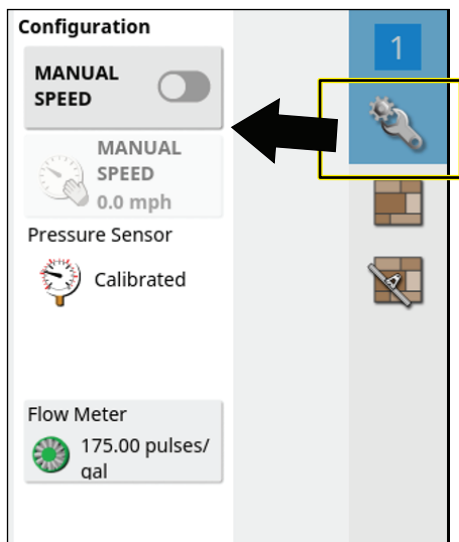 Configuration
1
MANUAL
SPEED
MANUAL
SPEED
0.0 mph
Pressure Sensor
Calibrated
Flow Meter
175.00 pulses/
gal